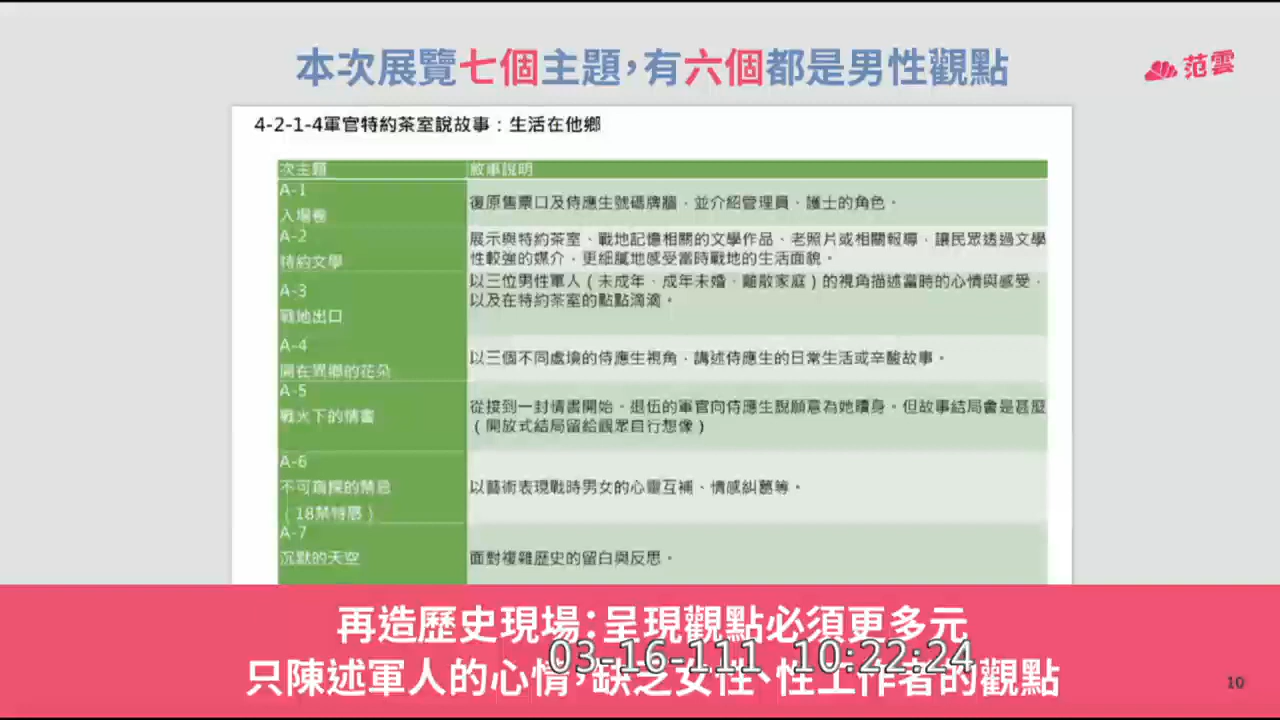 本次展覽七個主題，有六個都是男性觀點
范雲
4-2-1-4軍官特約茶室說故事：生活在他鄉
次主題
敘事說明
A-1
入場卷
復原售票口及侍應生號碼牌牆，並介紹管理員、護士的角色。
A-2
特約文學
展示與特約茶室、戰地記憶相關的文學作品、老照片或相關報導，讓民眾透過文學
性較強的媒介，更細膩地感受當時戰地的生活面貌。
A-3
戰地出口
以三位男性軍人（未成年、成年未婚、離散家庭）的視角描述當時的心情與感受，
以及在特約茶室的點點滴滴。
A-4
開在異鄉的花朵
以三個不同處境的侍應生視角，講述侍應生的日常生活或辛酸故事。
A-5
戰火下的情書
從接到一封情書開始，退伍的軍官向侍應生說願意為她贖身。但故事結局會是甚麼
（開放式結局留給觀眾自行想像）
A-6
不可窺探的禁忌
（18禁特展）
以藝術表現戰時男女的心靈互補、情感糾葛等。
A-7
沉默的天空
面對複雜歷史的留白與反思。
再造歷史現場：呈現觀點必須更多元
03-16-111 10:22:24
只陳述軍人的心情，缺乏女性、性工作者的觀點
10